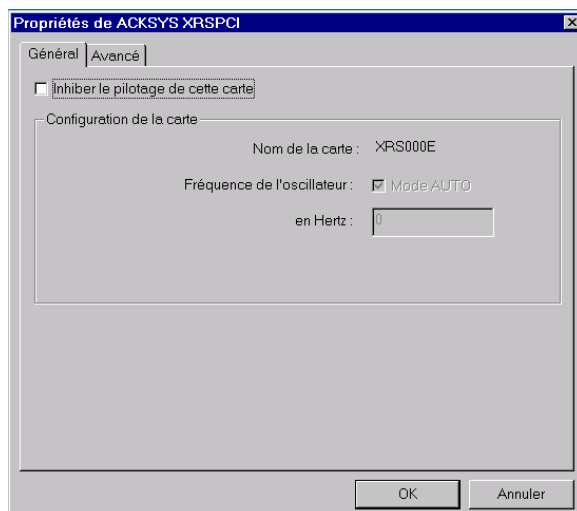 Propriétés de ACKSYS XRSPCI
Général Avancé
Inhiber le pilotage de cette carte
Configuration de la carte
Nom de la carte : XRS000E
Fréquence de l'oscillateur : Mode AUTO
en Hertz : 0
OK Annuler